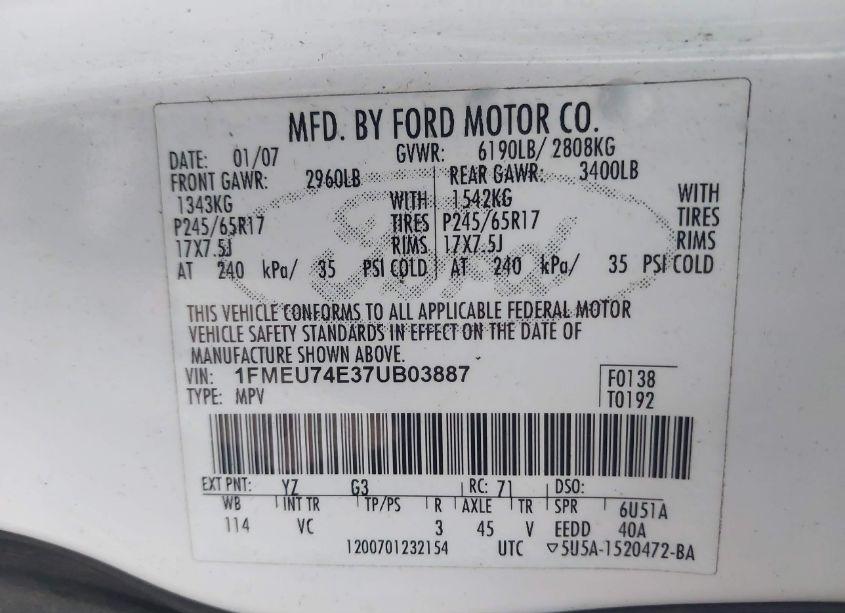 MFD. BY FORD MOTOR CO.
DATE: 01/07 GVWR: 6190LB/ 2808KG
FRONT GAWR: 2960LB REAR GAWR: 3400LB
1343KG WITH 1542KG WITH
P245/65R17 TIRES P245/65R17 TIRES
17X7.5J RIMS 17X7.5J RIMS
AT 240 kPa/ 35 PSI COLD AT 240 kPa/ 35 PSI COLD
Ford
THIS VEHICLE CONFORMS TO ALL APPLICABLE FEDERAL MOTOR
VEHICLE SAFETY STANDARDS IN EFFECT ON THE DATE OF
MANUFACTURE SHOWN ABOVE.
VIN: 1FMEU74E37UB03887 F0138
TYPE: MPV T0192
EXT PNT: YZ G3 RC: 71 DSO:
WB INT TR TP/PS R AXLE TR SPR 6U51A
114 VC 3 45 V EEDD 40A
1200701232154 UTC ▽5U5A-1520472-BA